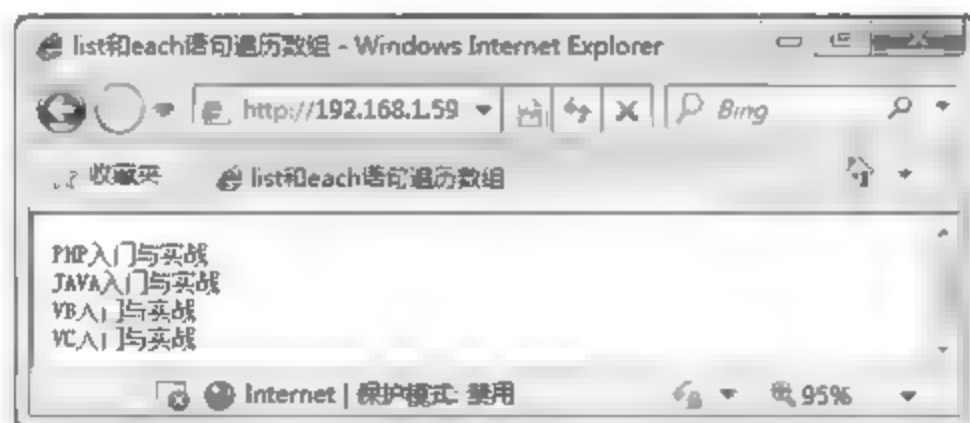 list和each语句遍历数组 - Windows Internet Explorer
http://192.168.1.59 Bing
收藏夹 list和each语句遍历数组
PHP入门与实战
JAVA入门与实战
VB入门与实战
VC入门与实战
Internet | 保护模式: 禁用 95%